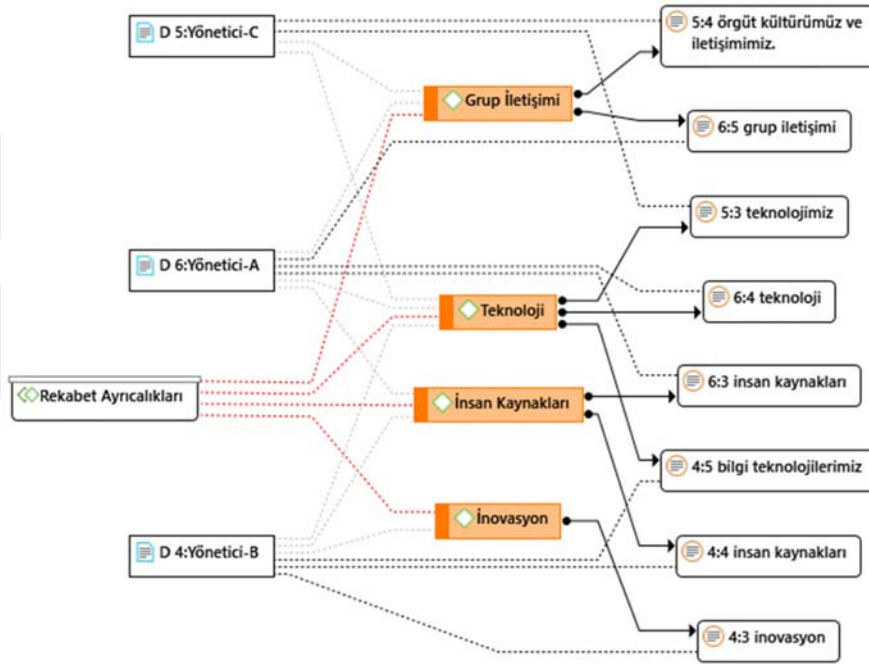 D 5:Yönetici-C
5:4 örgüt kültürümüz ve
iletişimimiz.
Grup İletişimi
6:5 grup iletişimi
5:3 teknolojimiz
D 6:Yönetici-A
6:4 teknoloji
Teknoloji
6:3 insan kaynakları
Rekabet Ayrıcalıkları
İnsan Kaynakları
4:5 bilgi teknolojilerimiz
İnovasyon
D 4:Yönetici-B
4:4 insan kaynakları
4:3 inovasyon